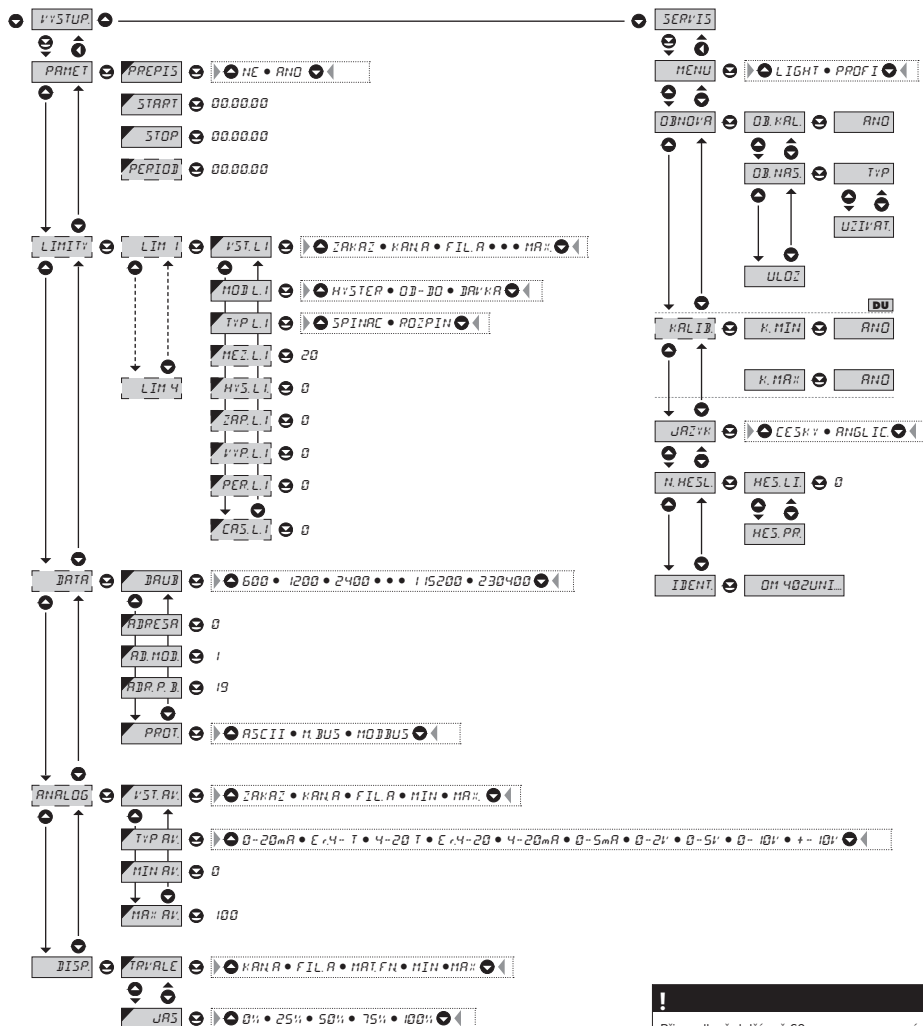 VYSTUP.
PAMET
PREPIS
NE • ANO
START
00.00.00
STOP
00.00.00
PERIOD
00.00.00
LIMITY
LIM 1
VST. L1
ZAKAZ • KAN. A • FIL. A • • • MAX.
MOD L.1
HYSTER • OD-DO • DAVKA
TYP L.1
SPINAC • ROZPIN
MEZ. L.1
20
LIM 4
HYS. L1.
0
ZAP. L.1
0
VYP. L.1
0
PER. L.1
0
CAS. L.1
0
DATA
BAUD
600 • 1200 • 2400 • • • 115200 • 230400
ADRESA
0
AD. MOD.
1
ADR. P. B.
19
PROT.
ASCII • M. BUS • MODBUS
ANALOG
VST. AV.
ZAKAZ • KAN. A • FIL. A • MIN • MAX.
TYP AV.
0-20mA • Er.4- T • 4-20 T • Er.4-20 • 4-20mA • 0-5mA • 0-2V • 0-5V • 0- 10V • +- 10V
MIN AV.
0
MAX AV.
100
DISP.
TRVALE
KAN. A • FIL. A • MAT. FN. • MIN • MAX
JAS
0% • 25% • 50% • 75% • 100%
SERVIS
MENU
LIGHT • PROFI
OBNOVA
OB. KAL.
ANO
OB. NAS.
TYP
UZIVAT.
ULOZ
DU
KALIB.
K. MIN
ANO
K. MAX
ANO
JAZYK
CESKY • ANGLIC.
N. HESL.
HES. LI.
0
HES. PR.
IDENT.
OM 402UNI....
!